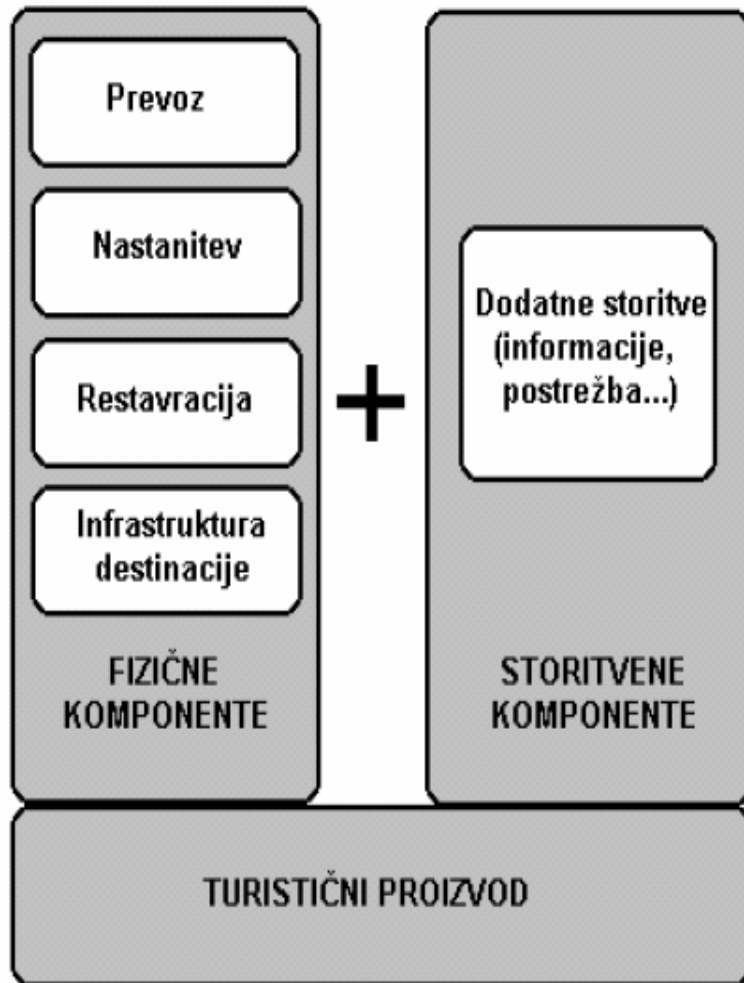 Prevoz
Nastanitev
Restavracija
Infrastruktura
destinacije
FIZIČNE
KOMPONENTE
+
Dodatne storitve
(informacije,
postrežba...)
STORITVENE
KOMPONENTE
TURISTIČNI PROIZVOD